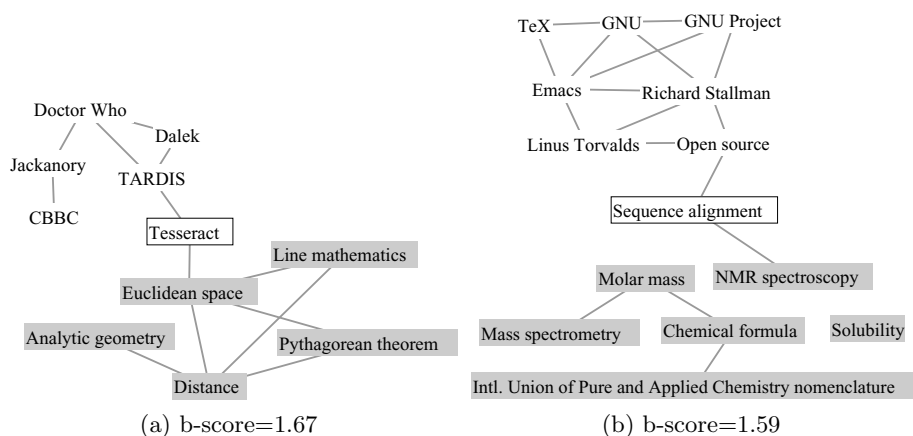 Doctor Who
Dalek
Jackanory
TARDIS
CBBC
Tesseract
Line mathematics
Euclidean space
Analytic geometry
Pythagorean theorem
Distance
(a) b-score=1.67
TeX
GNU
GNU Project
Emacs
Richard Stallman
Linus Torvalds
Open source
Sequence alignment
NMR spectroscopy
Molar mass
Mass spectrometry
Chemical formula
Solubility
Intl. Union of Pure and Applied Chemistry nomenclature
(b) b-score=1.59